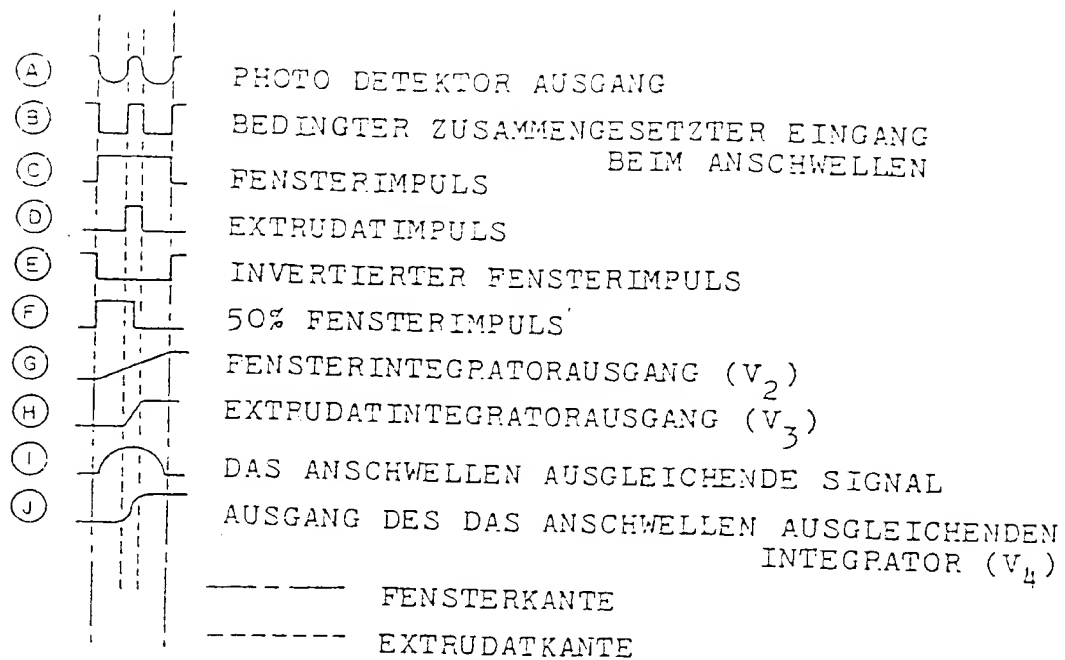 A PHOTO DETEKTOR AUSGANG
B BEDINGTER ZUSAMMENGESETZTER EINGANG
BEIM ANSCHWELLEN
C FENSTERIMPULS
D EXTRUDATIMPULS
E INVERTIERTER FENSTERIMPULS
F 50% FENSTERIMPULS
G FENSTERINTEGRATORAUSGANG (V2)
H EXTRUDATINTEGRATORAUSGANG (V3)
I DAS ANSCHWELLEN AUSGLEICHENDE SIGNAL
J AUSGANG DES DAS ANSCHWELLEN AUSGLEICHENDEN
INTEGRATOR (V4)
FENSTERKANTE
EXTRUDATKANTE